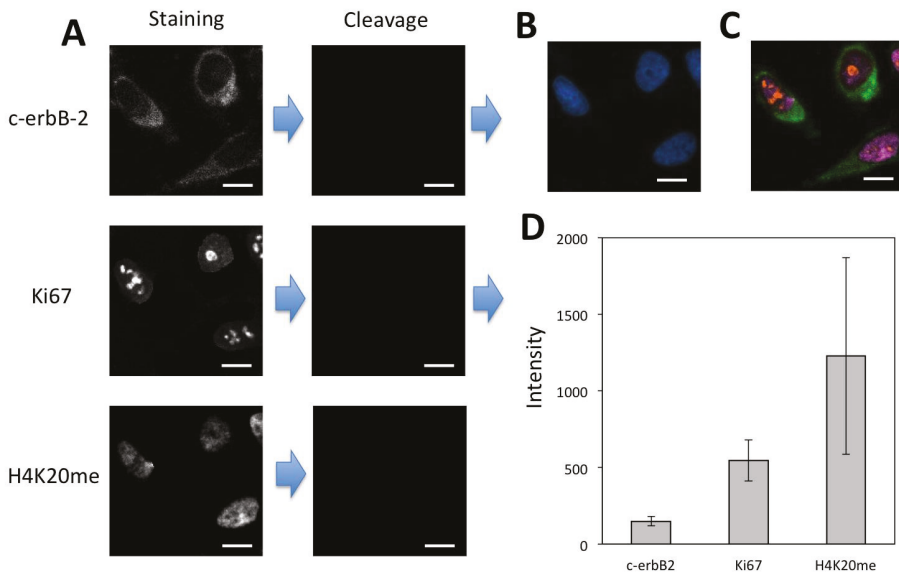 A
Staining
Cleavage
B
C
c-erbB-2
Ki67
H4K20me
D
2000
1500
1000
500
0
Intensity
c-erbB2
Ki67
H4K20me